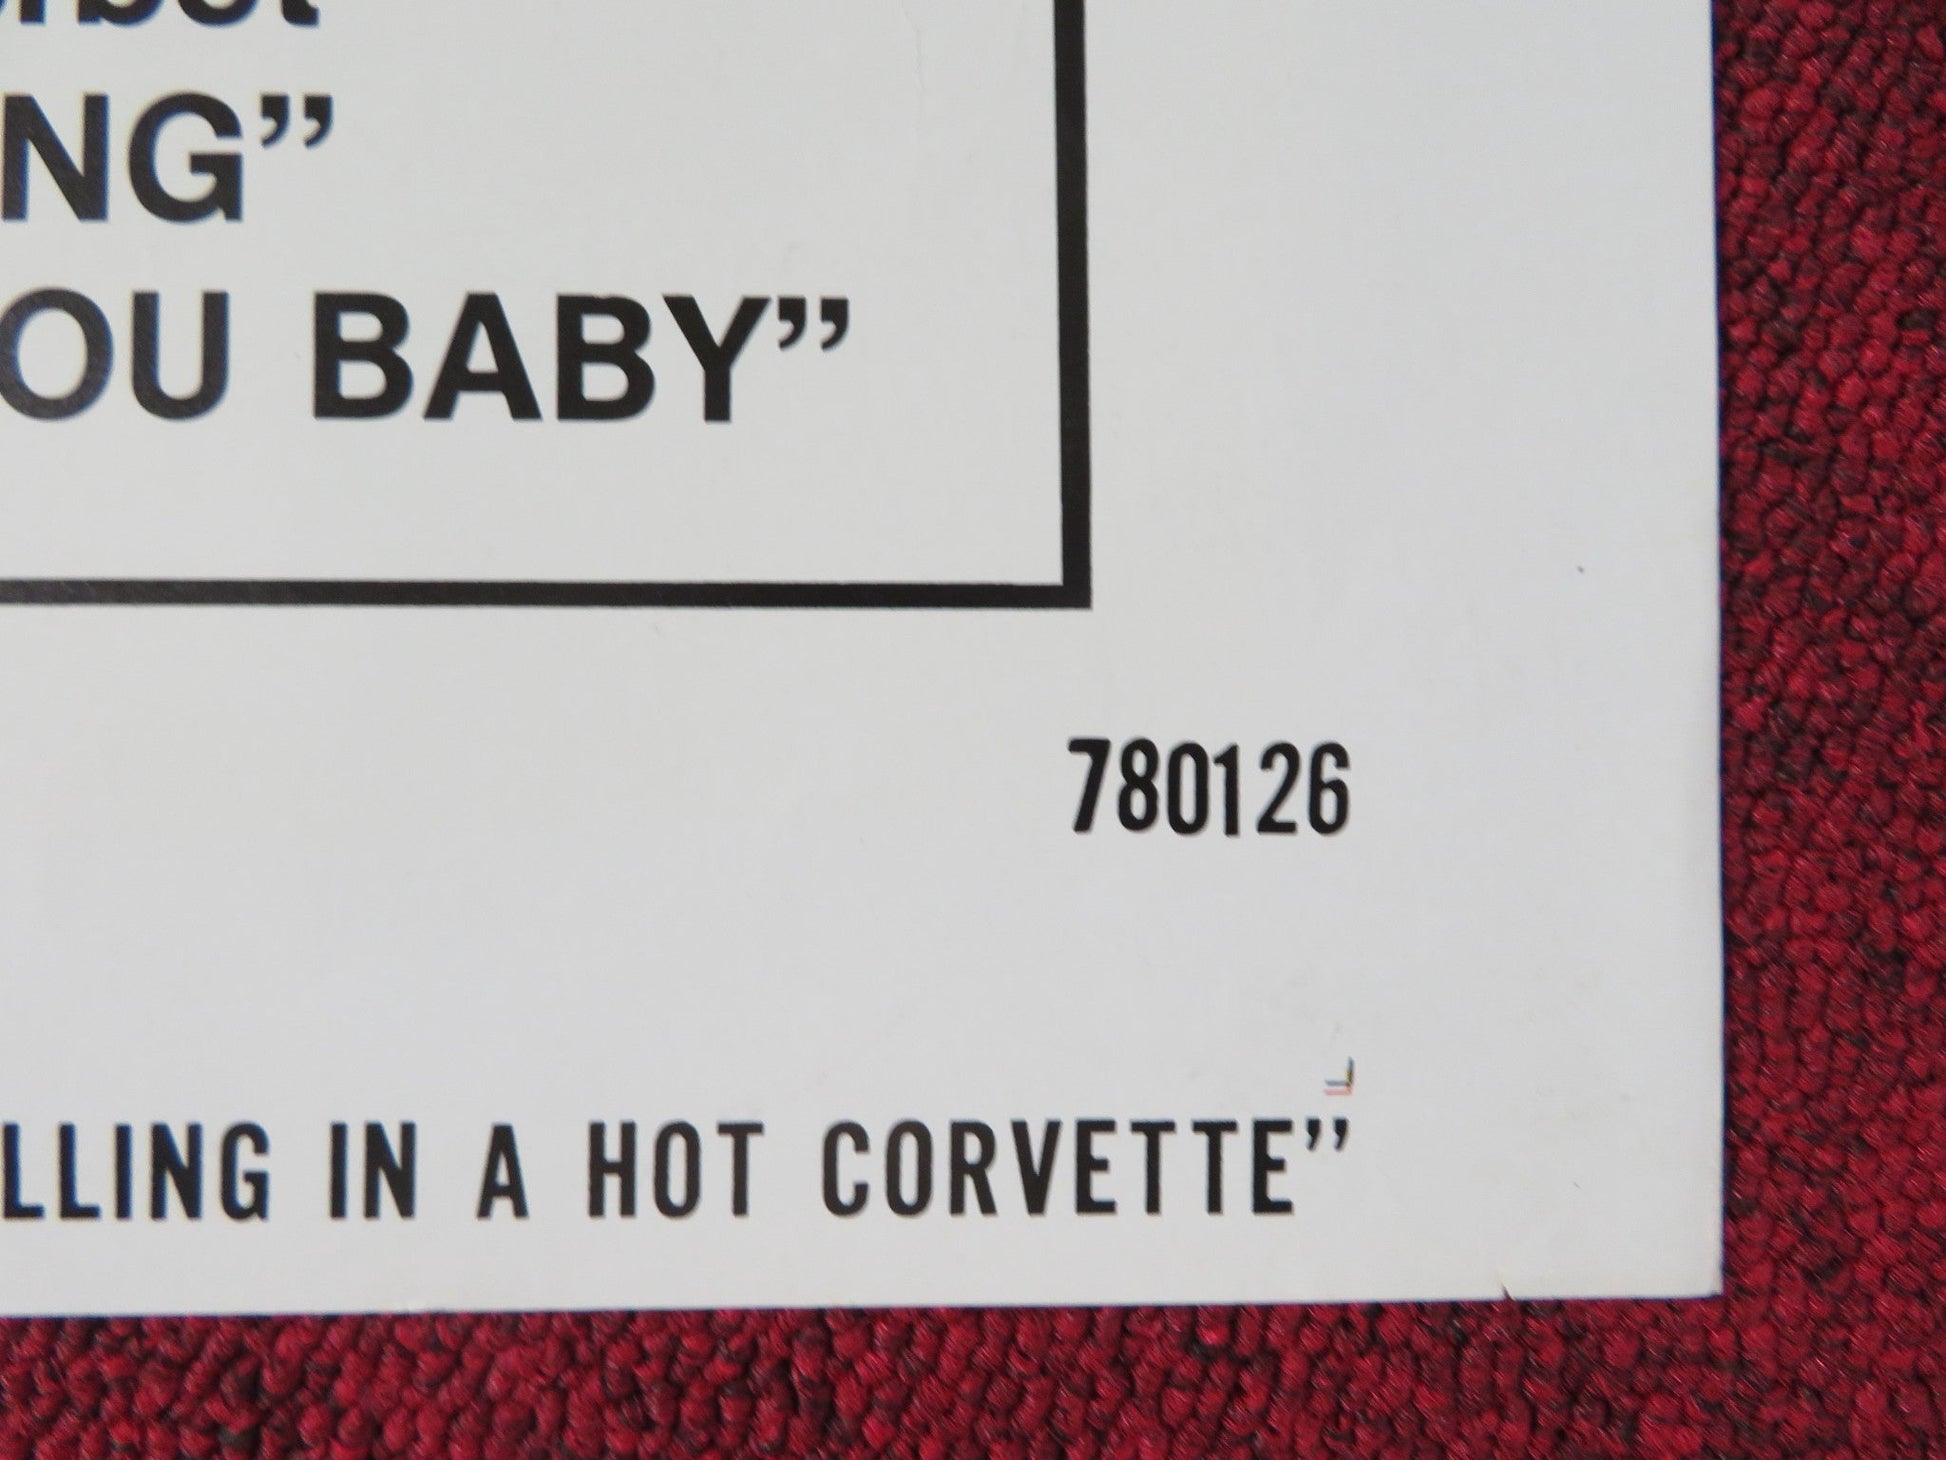 NG”
OU BABY”
780126
LLING IN A HOT CORVETTE”